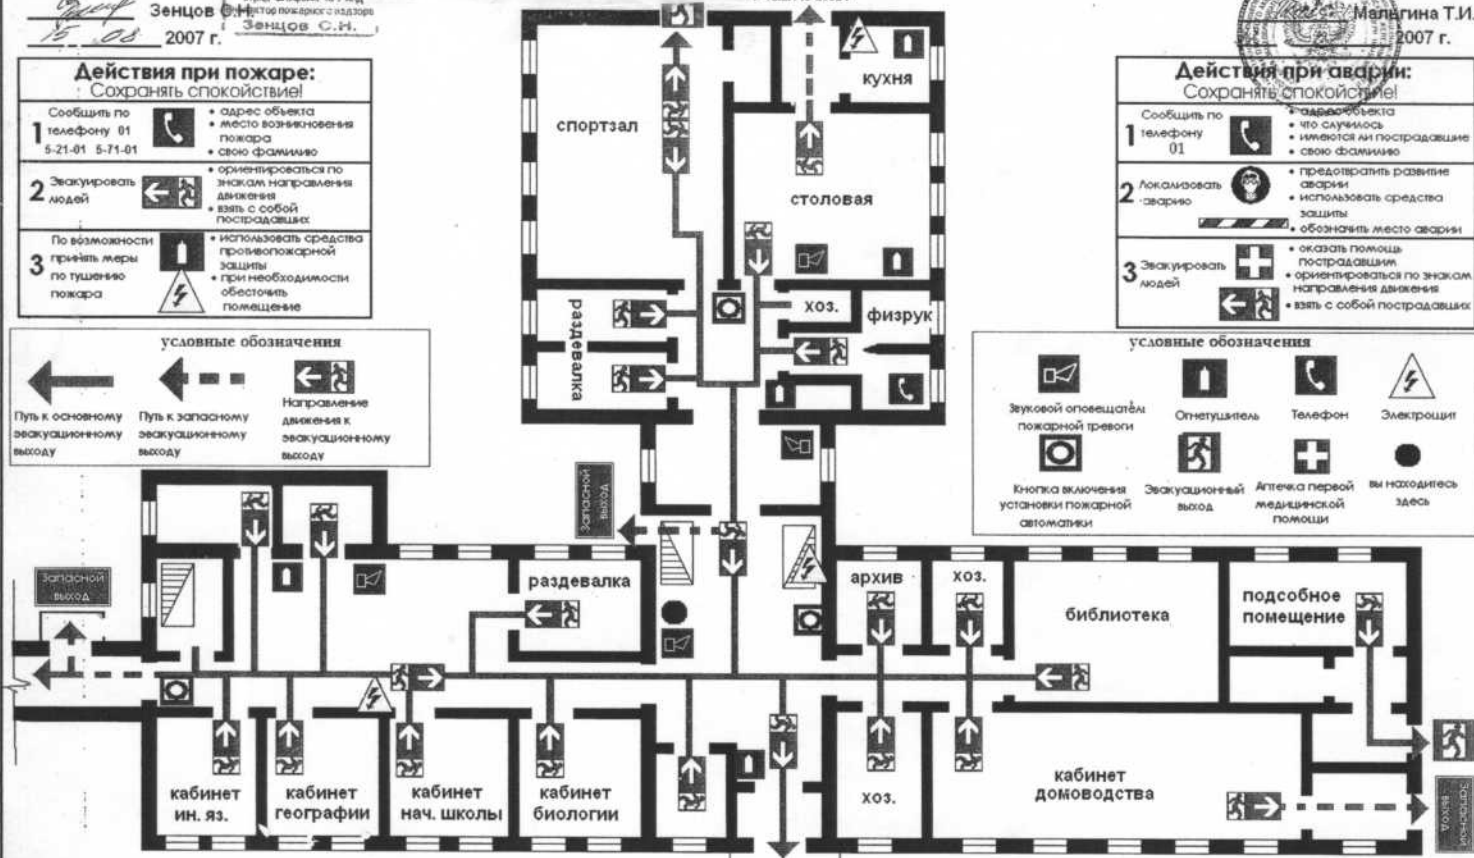 Зенцов С.Н.
Зенцов С.Н.
15 08 2007 г.
Мальгина Т.И.
2007 г.
Действия при пожаре:
Сохранять спокойствие!
1 Сообщить по
телефону 01
5-21-01 5-71-01
• адрес объекта
• место возникновения
пожара
• свою фамилию
2 Эвакуировать
людей
• ориентироваться по
знакам направления
движения
• взять с собой
пострадавших
3 По возможности
принять меры
по тушению
пожара
• использовать средства
противопожарной
защиты
• при необходимости
обесточить
помещение
условные обозначения
Путь к основному
эвакуационному
выходу
Путь к запасному
эвакуационному
выходу
Направление
движения к
эвакуационному
выходу
Действия при аварии:
Сохранять спокойствие!
1 Сообщить по
телефону
01
• адрес объекта
• что случилось
• имеются ли пострадавшие
• свою фамилию
2 Локализовать
аварию
• предотвратить развитие
аварии
• использовать средства
защиты
• обозначить место аварии
3 Эвакуировать
людей
• оказать помощь
пострадавшим
• ориентироваться по знакам
направления движения
• взять с собой пострадавших
условные обозначения
Звуковой оповещатель
пожарной тревоги
Огнетушитель
Телефон
Электрощит
Кнопка включения
установки пожарной
автоматики
Эвакуационный
выход
Аптечка первой
медицинской
помощи
вы находитесь
здесь
спортзал
кухня
столовая
раздевалка
раздевалка
хоз.
физрук
Запасной
выход
Запасной
выход
раздевалка
архив
хоз.
библиотека
подсобное
помещение
кабинет
ин. яз.
кабинет
географии
кабинет
нач. школы
кабинет
биологии
хоз.
кабинет
домоводства
Запасной
выход